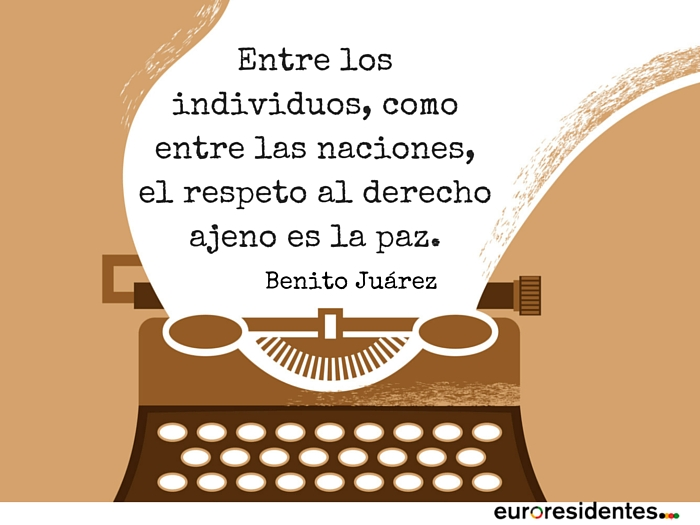 Entre los
individuos, como
entre las naciones,
el respeto al derecho
ajeno es la paz.
Benito Juárez
euroresidentes